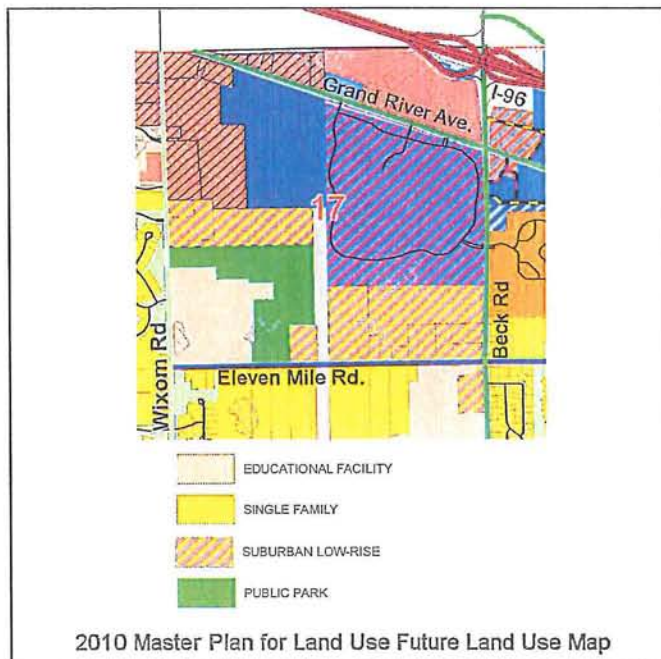 I-96
Grand River Ave.
17
Wixom Rd
Beck Rd
Eleven Mile Rd.
EDUCATIONAL FACILITY
SINGLE FAMILY
SUBURBAN LOW-RISE
PUBLIC PARK
2010 Master Plan for Land Use Future Land Use Map